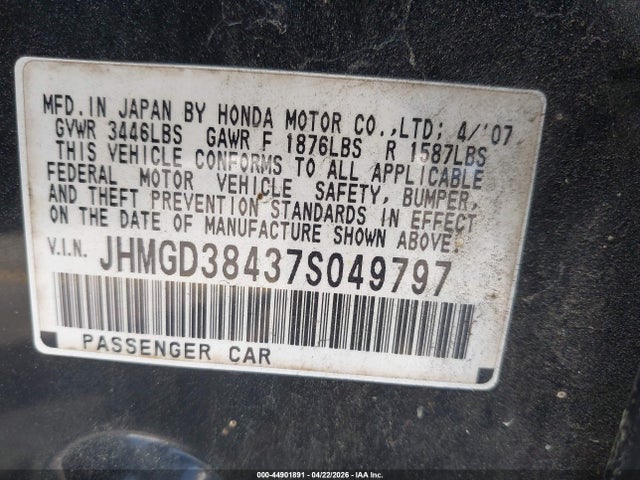 MFD. IN JAPAN BY HONDA MOTOR CO.,LTD; 4/'07
GVWR 3446LBS GAWR F 1876LBS R 1587LBS
THIS VEHICLE CONFORMS TO ALL APPLICABLE
FEDERAL MOTOR VEHICLE SAFETY, BUMPER,
AND THEFT PREVENTION STANDARDS IN EFFECT
ON THE DATE OF MANUFACTURE SHOWN ABOVE.
V.I.N. JHMGD38437S049797
PASSENGER CAR
000-44901891 - 04/22/2026 - IAA Inc.